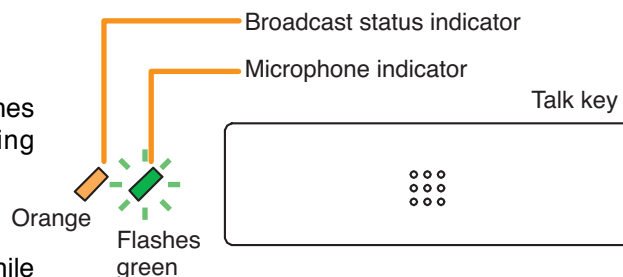 Broadcast status indicator
Microphone indicator
Talk key
Orange
Flashes
green